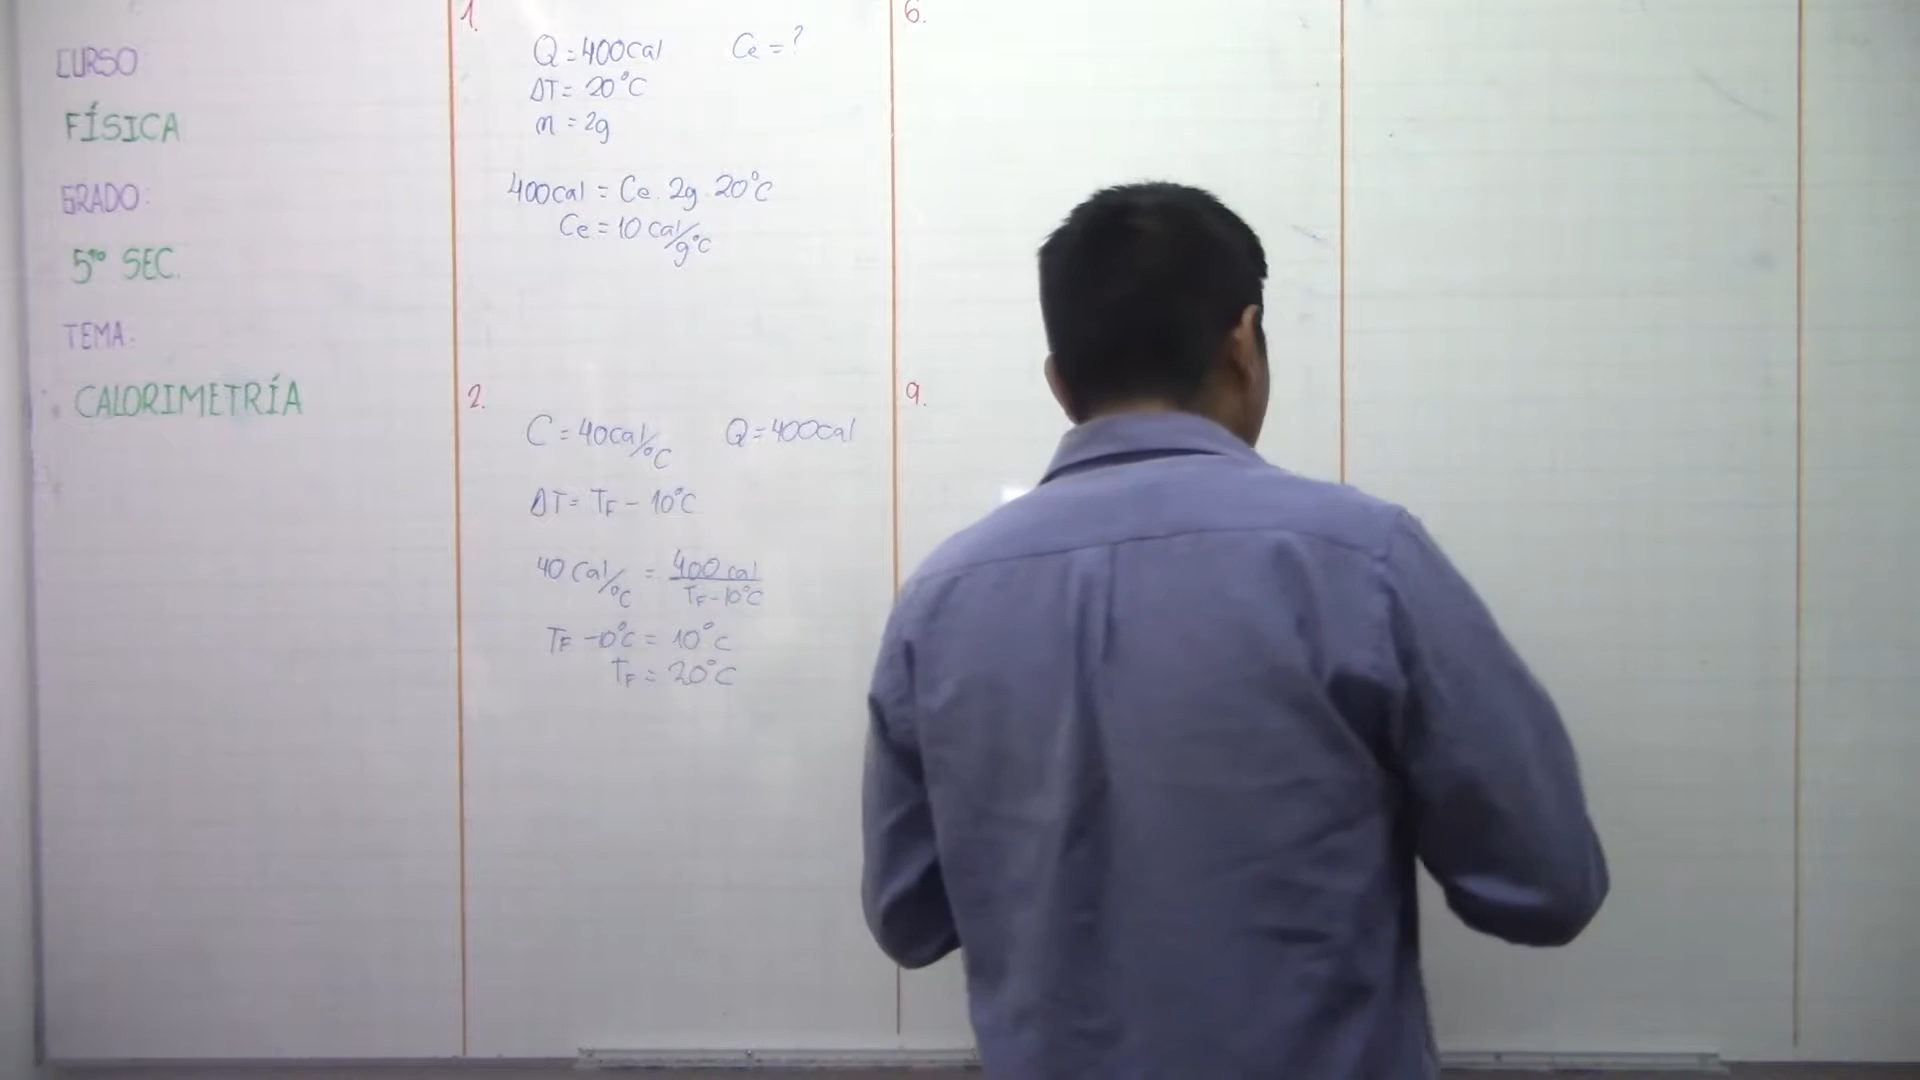 CURSO
FÍSICA
GRADO:
5to SEC.
TEMA:
CALORIMETRÍA
1.
Q = 400cal Ce = ?
ΔT = 20°C
m = 2g
400cal = Ce. 2g. 20°C
Ce = 10 cal/g°C
2.
C = 40cal/°C Q = 400cal
ΔT = TF - 10°C
40 cal/°C = 400 cal / TF - 10°C
TF - 10°C = 10°C
TF = 20°C
6.
9.